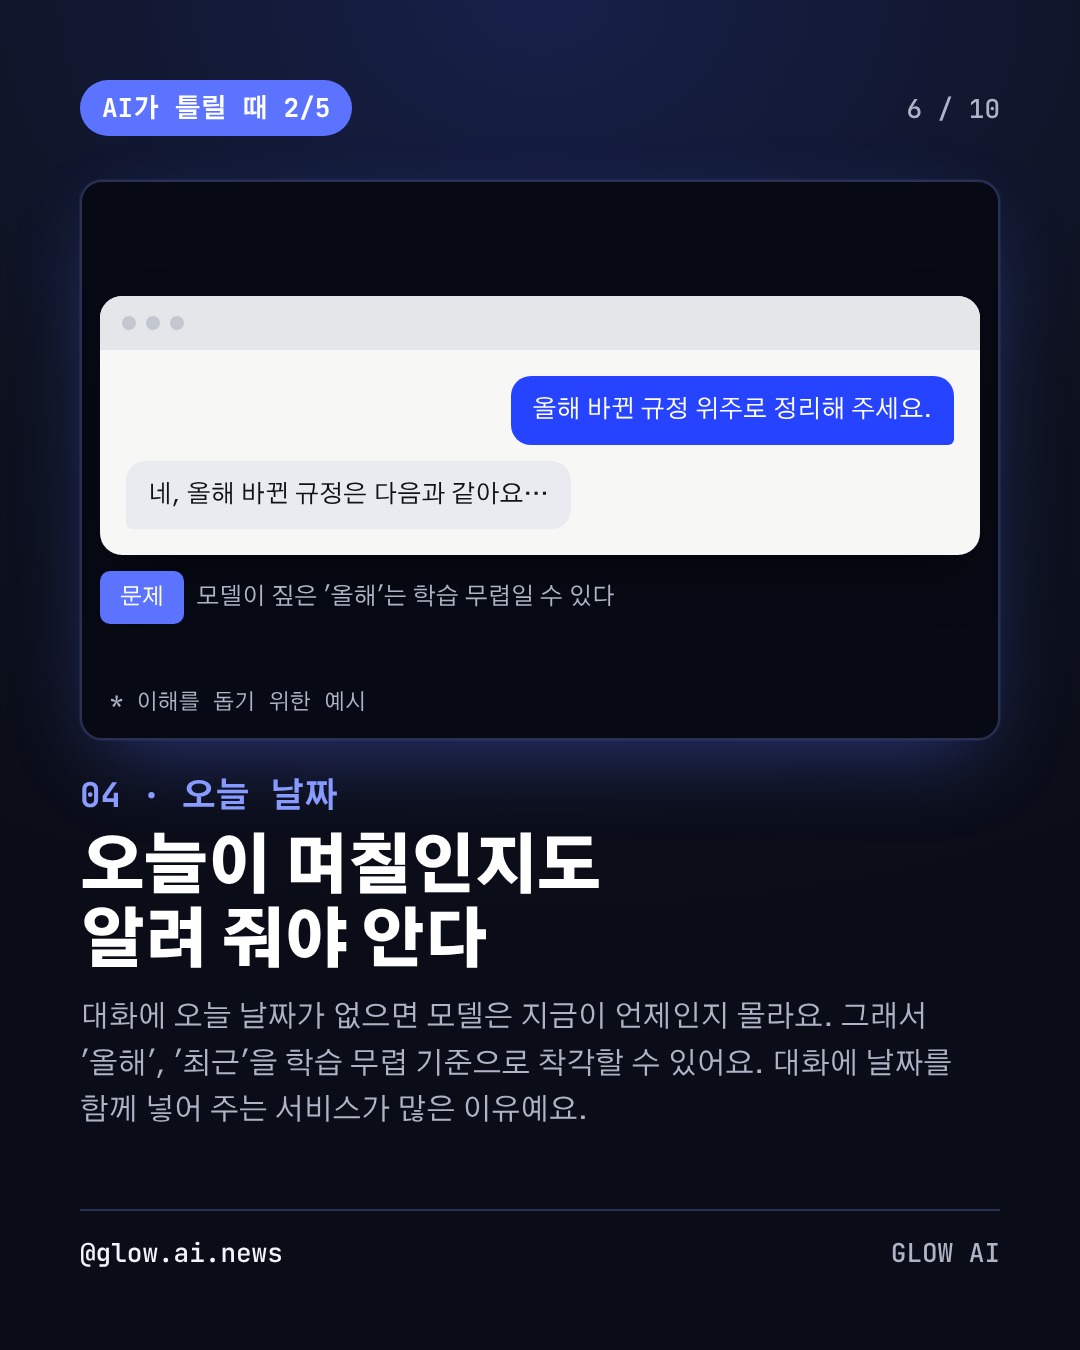 AI가 틀릴 때 2/5
6 / 10
올해 바뀐 규정 위주로 정리해 주세요.
네, 올해 바뀐 규정은 다음과 같아요…
문제 모델이 짚은 ’올해’는 학습 무렵일 수 있다
* 이해를 돕기 위한 예시
04 · 오늘 날짜
오늘이 며칠인지도
알려 줘야 안다
대화에 오늘 날짜가 없으면 모델은 지금이 언제인지 몰라요. 그래서
’올해’, ’최근’을 학습 무렵 기준으로 착각할 수 있어요. 대화에 날짜를
함께 넣어 주는 서비스가 많은 이유예요.
@glow.ai.news
GLOW AI